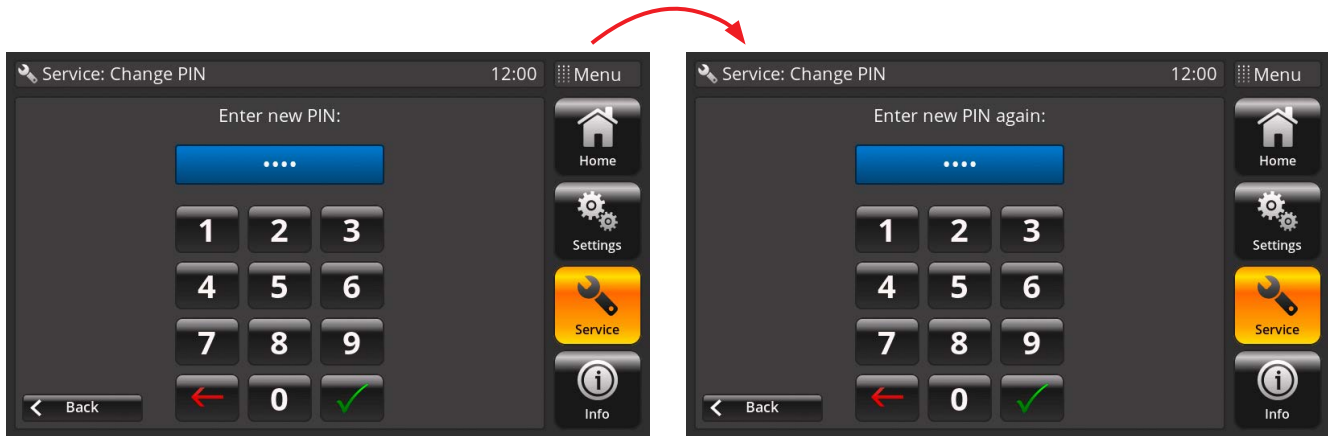 Service: Change PIN 12:00 Menu
Enter new PIN:
••••
Home
1 2 3
Settings
4 5 6
Service
7 8 9
0
Back
Info
Service: Change PIN 12:00 Menu
Enter new PIN again:
••••
Home
1 2 3
Settings
4 5 6
Service
7 8 9
0
Back
Info